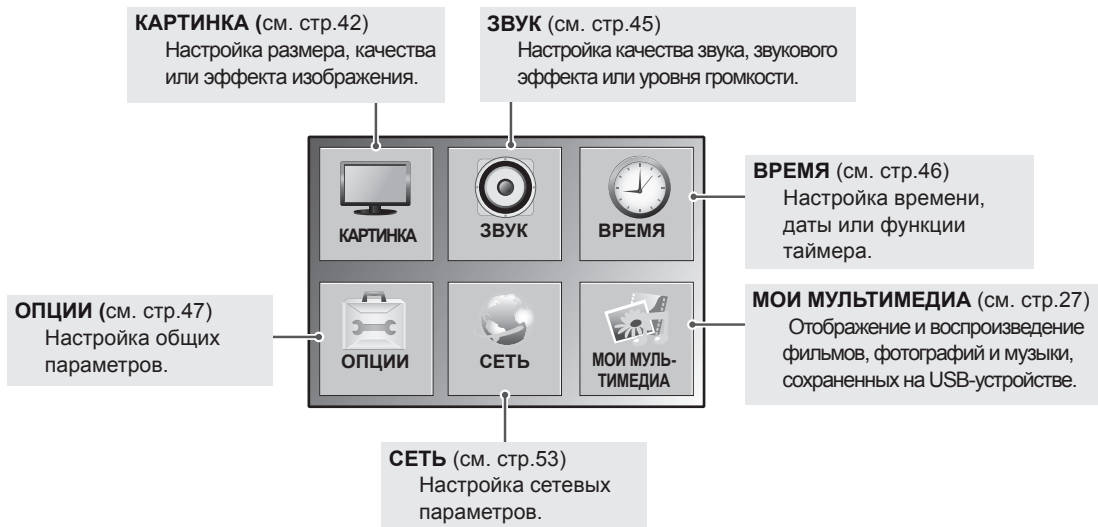 КАРТИНКА (см. стр.42)
Настройка размера, качества
или эффекта изображения.
ЗВУК (см. стр.45)
Настройка качества звука, звукового
эффекта или уровня громкости.
КАРТИНКА
ЗВУК
ВРЕМЯ
ВРЕМЯ (см. стр.46)
Настройка времени,
даты или функции
таймера.
ОПЦИИ (см. стр.47)
Настройка общих
параметров.
ОПЦИИ
СЕТЬ
МОИ МУЛЬ-
ТИМЕДИА
МОИ МУЛЬТИМЕДИА (см. стр.27)
Отображение и воспроизведение
фильмов, фотографий и музыки,
сохраненных на USB-устройстве.
СЕТЬ (см. стр.53)
Настройка сетевых
параметров.